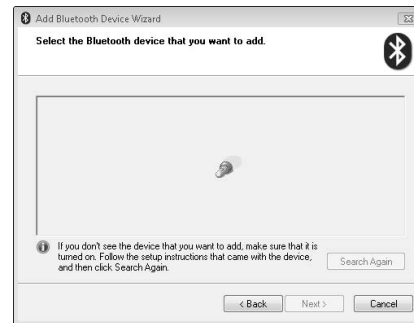 Add Bluetooth Device Wizard
Select the Bluetooth device that you want to add.
If you don't see the device that you want to add, make sure that it is
turned on. Follow the setup instructions that came with the device,
and then click Search Again.
Search Again
< Back
Next >
Cancel